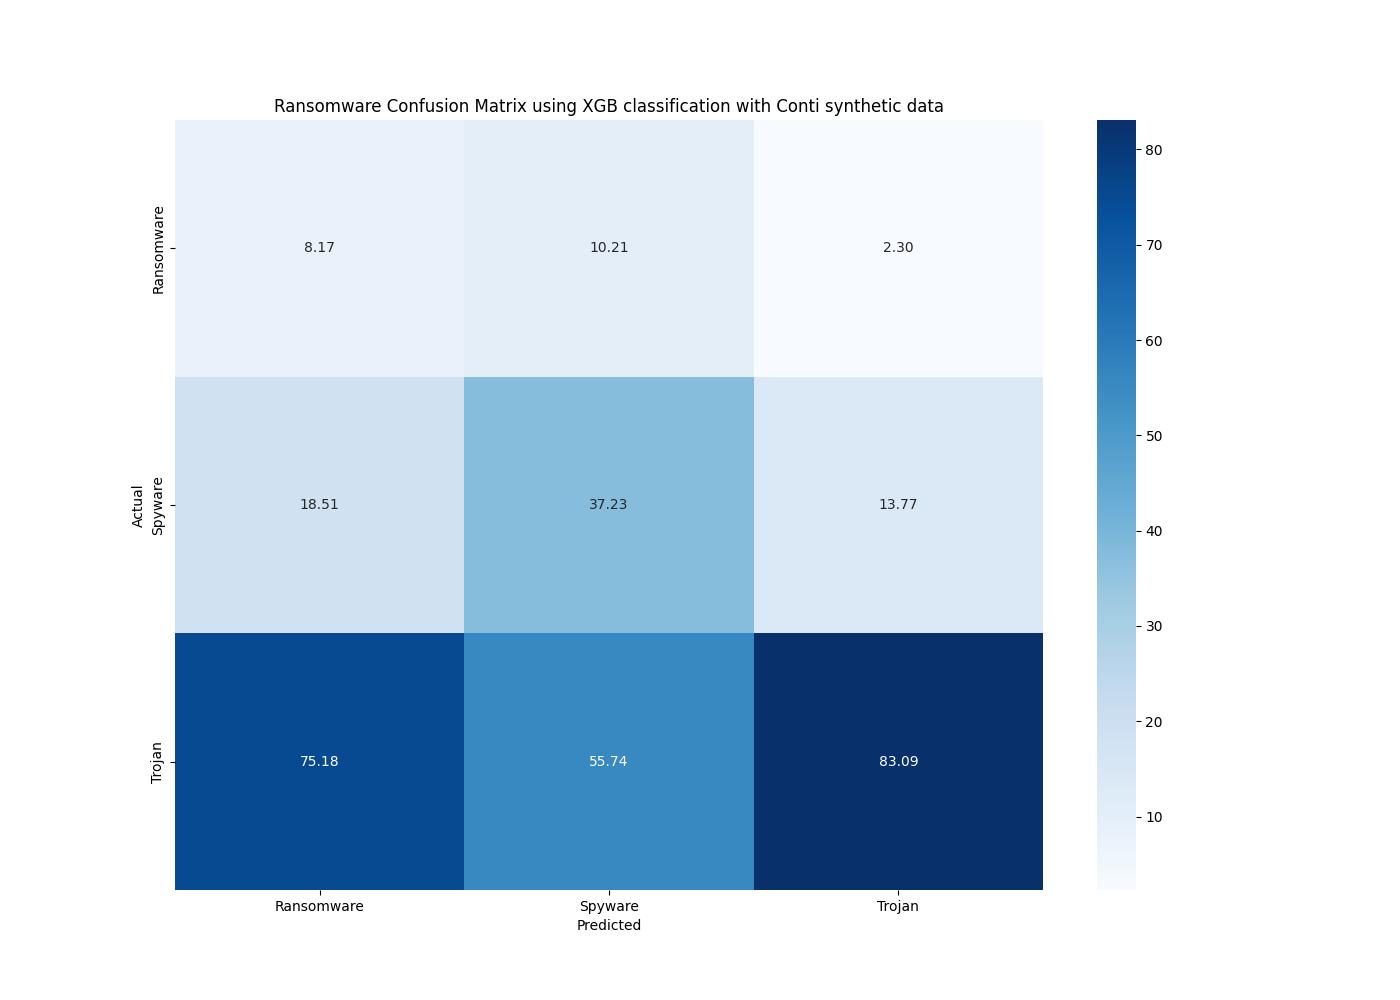 Ransomware Confusion Matrix using XGB classification with Conti synthetic data
Actual
Ransomware
8.17 10.21 2.30
Spyware
18.51 37.23 13.77
Trojan
75.18 55.74 83.09
Ransomware Spyware Trojan
Predicted
80
70
60
50
40
30
20
10